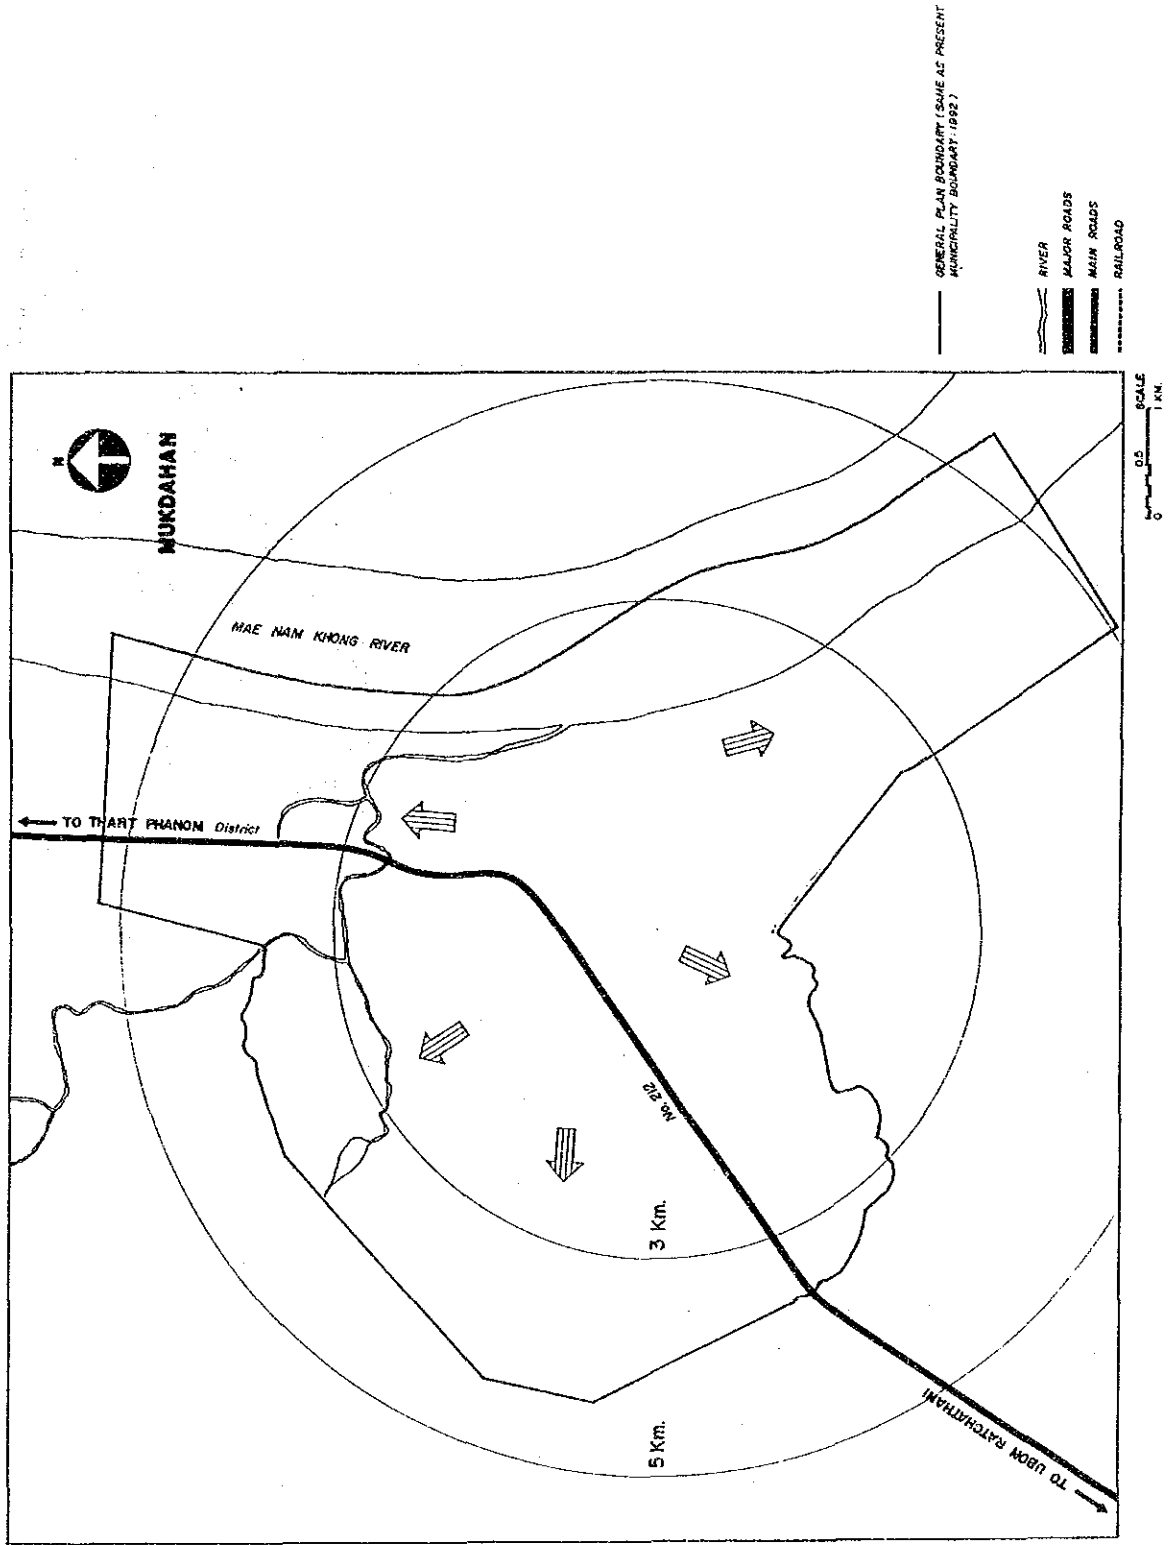 N
MUKDAHAN
MAE NAM KHONG RIVER
TO THART PHANOM District
No. 212
3 Km.
5 Km.
TO UBON RATCHATHANI
GENERAL PLAN BOUNDARY (SAME AS PRESENT
MUNICIPALITY BOUNDARY: 1992)
RIVER
MAJOR ROADS
MAIN ROADS
RAILROAD
SCALE
0 0.5 1 KM.